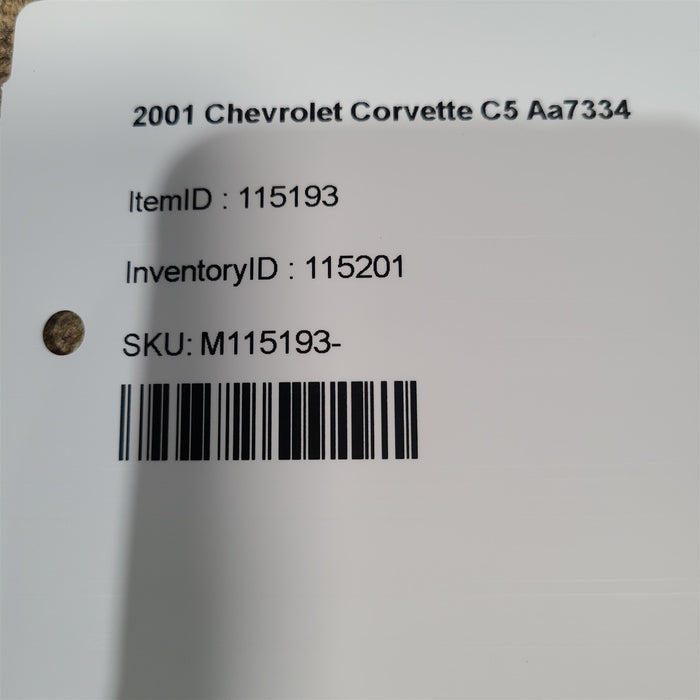 2001 Chevrolet Corvette C5 Aa7334
ItemID : 115193
InventoryID : 115201
SKU: M115193-